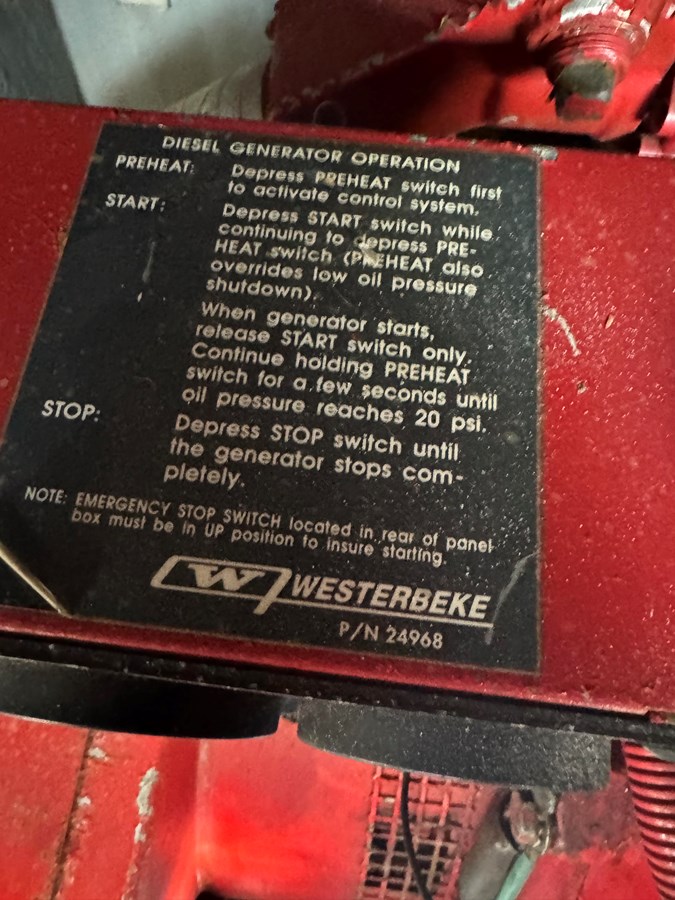 DIESEL GENERATOR OPERATION
PREHEAT: Depress PREHEAT switch first
to activate control system.
START: Depress START switch while
continuing to depress PRE-
HEAT switch (PREHEAT also
overrides low oil pressure
shutdown).
When generator starts,
release START switch only.
Continue holding PREHEAT
switch for a few seconds until
oil pressure reaches 20 psi.
STOP: Depress STOP switch until
the generator stops com-
pletely.
NOTE: EMERGENCY STOP SWITCH located in rear of panel
box must be in UP position to insure starting.
W WESTERBEKE
P/N 24968